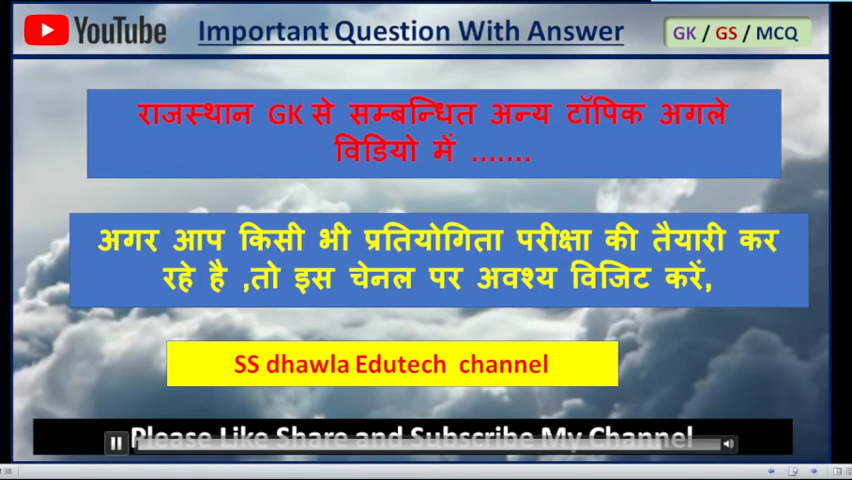 YouTube Important Question With Answer GK / GS / MCQ
राजस्थान GK से सम्बन्धित अन्य टॉपिक अगले
विडियो में .......
अगर आप किसी भी प्रतियोगिता परीक्षा की तैयारी कर
रहे है ,तो इस चेनल पर अवश्य विजिट करें,
SS dhawla Edutech channel
Please Like Share and Subscribe My Channel